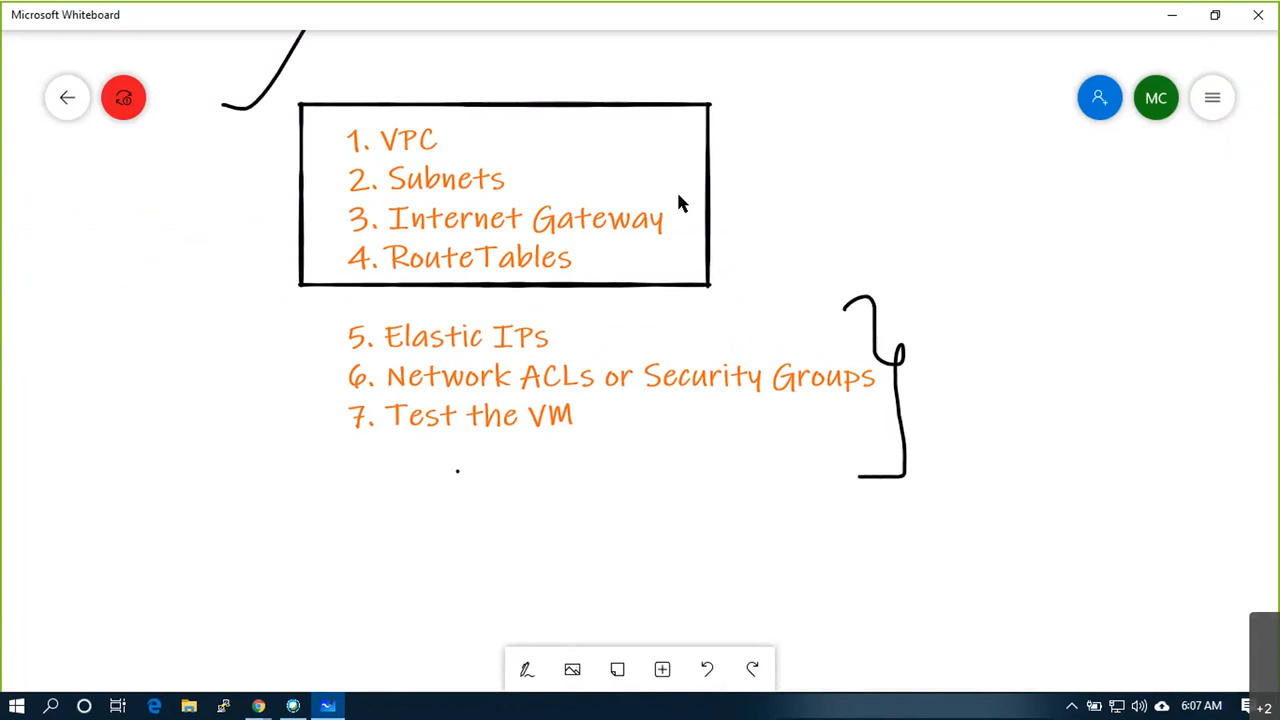 Microsoft Whiteboard
MC
1. VPC
2. Subnets
3. Internet Gateway
4. RouteTables
5. Elastic IPs
6. Network ACLs or Security Groups
7. Test the VM
6:07 AM
+2